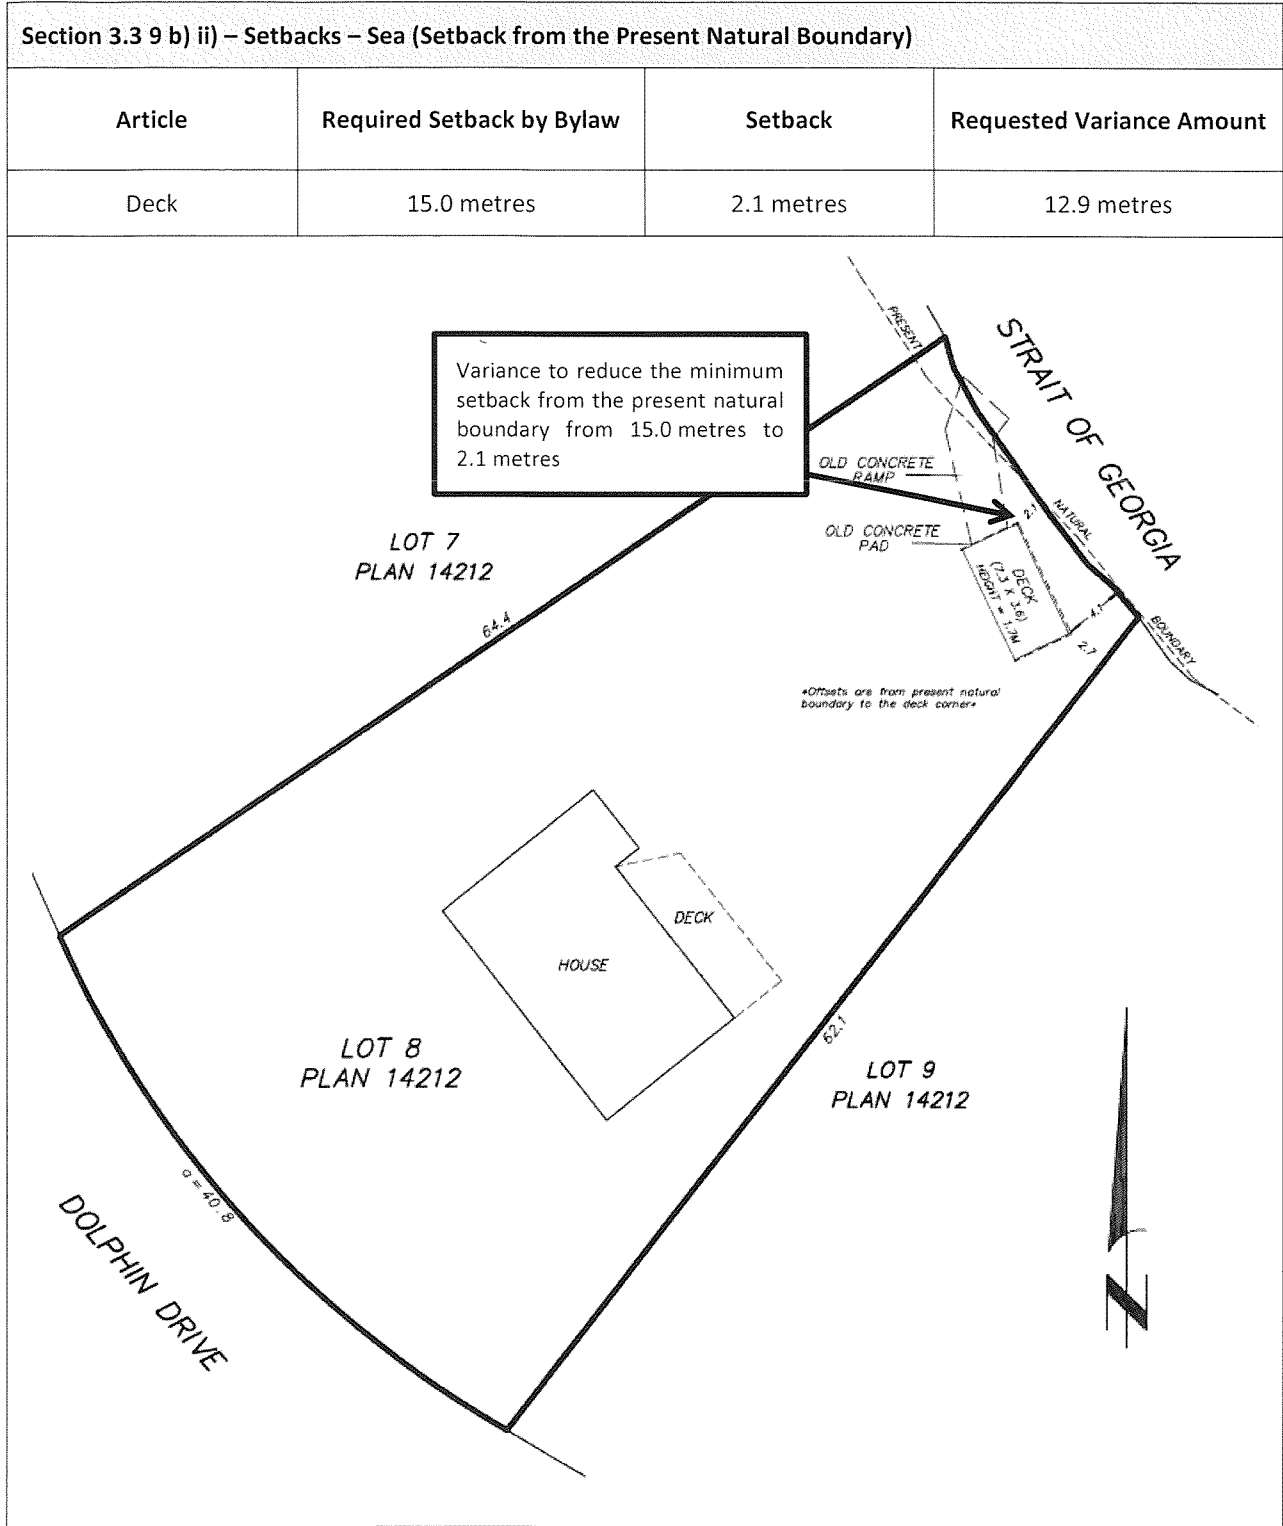 Section 3.3 9 b) ii) – Setbacks – Sea (Setback from the Present Natural Boundary)
Article Required Setback by Bylaw Setback Requested Variance Amount
Deck 15.0 metres 2.1 metres 12.9 metres
Variance to reduce the minimum
setback from the present natural
boundary from 15.0 metres to
2.1 metres
PRESENT
STRAIT OF GEORGIA
OLD CONCRETE
RAMP
2.1
NATURAL
OLD CONCRETE
PAD
DECK
(7.3 X 3.6)
HEIGHT = 1.7M
4.1
2.7
BOUNDARY
LOT 7
PLAN 14212
64.4
*Offsets are from present natural
boundary to the deck corner*
DECK
HOUSE
62.1
LOT 8
PLAN 14212
LOT 9
PLAN 14212
a = 40.8
DOLPHIN DRIVE
N